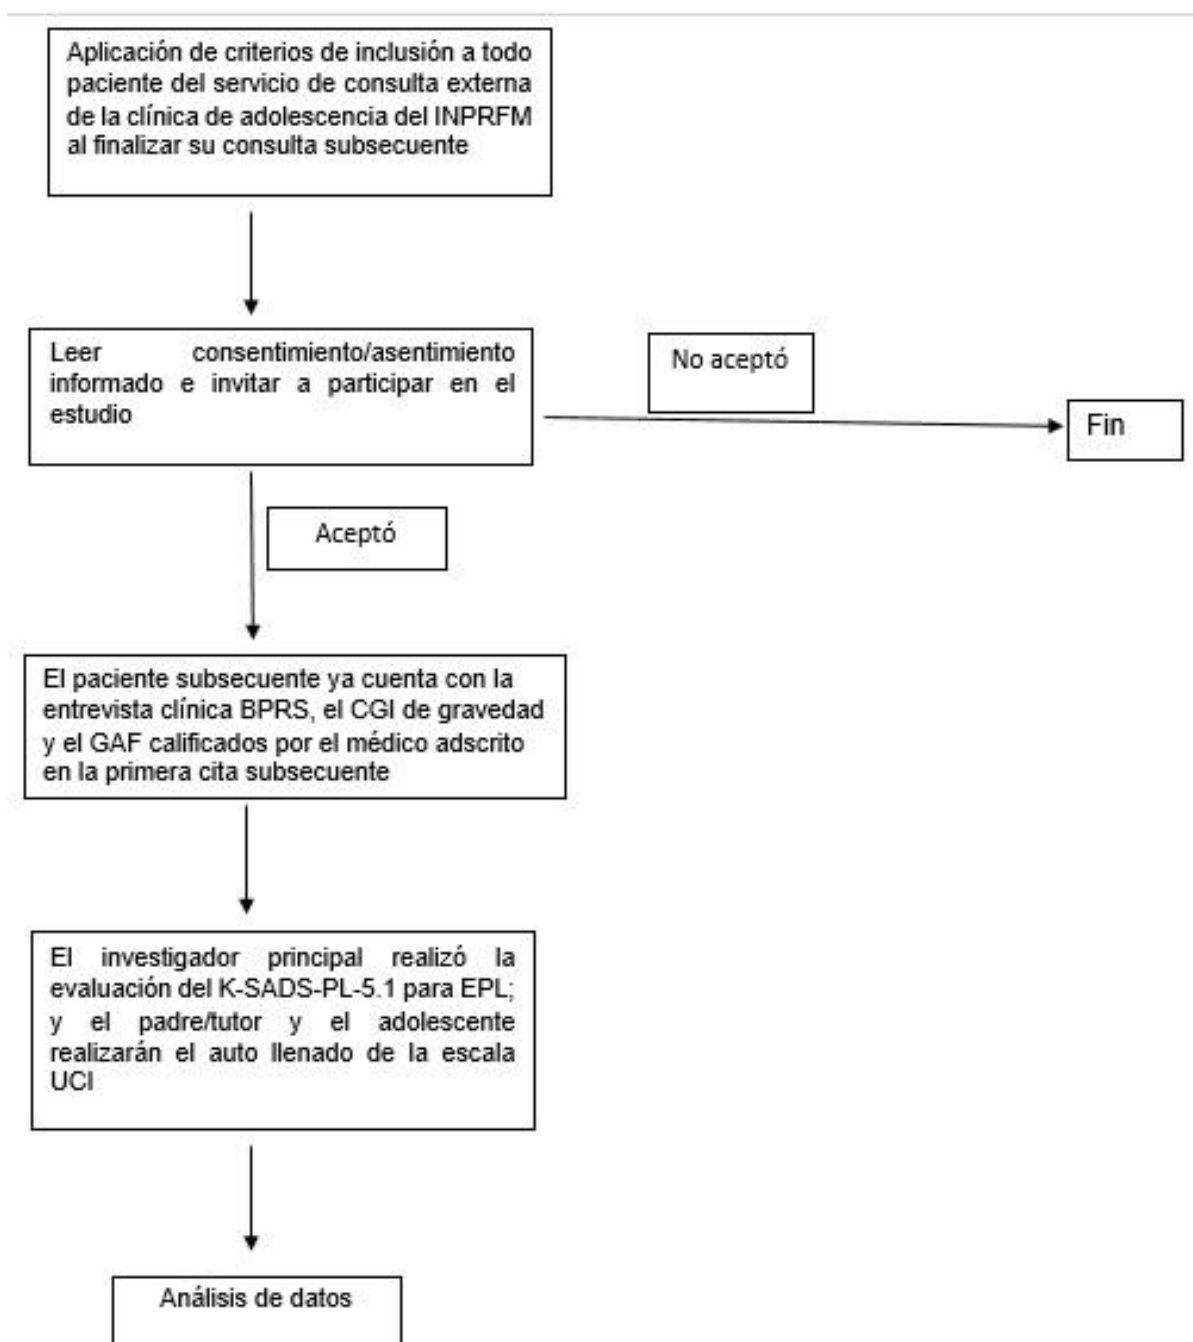 Aplicación de criterios de inclusión a todo
paciente del servicio de consulta externa
de la clínica de adolescencia del INPRFM
al finalizar su consulta subsecuente
Leer consentimiento/asentimiento
informado e invitar a participar en el
estudio
No aceptó
Fin
Aceptó
El paciente subsecuente ya cuenta con la
entrevista clínica BPRS, el CGI de gravedad
y el GAF calificados por el médico adscrito
en la primera cita subsecuente
El investigador principal realizó la
evaluación del K-SADS-PL-5.1 para EPL;
y el padre/tutor y el adolescente
realizarán el auto llenado de la escala
UCI
Análisis de datos